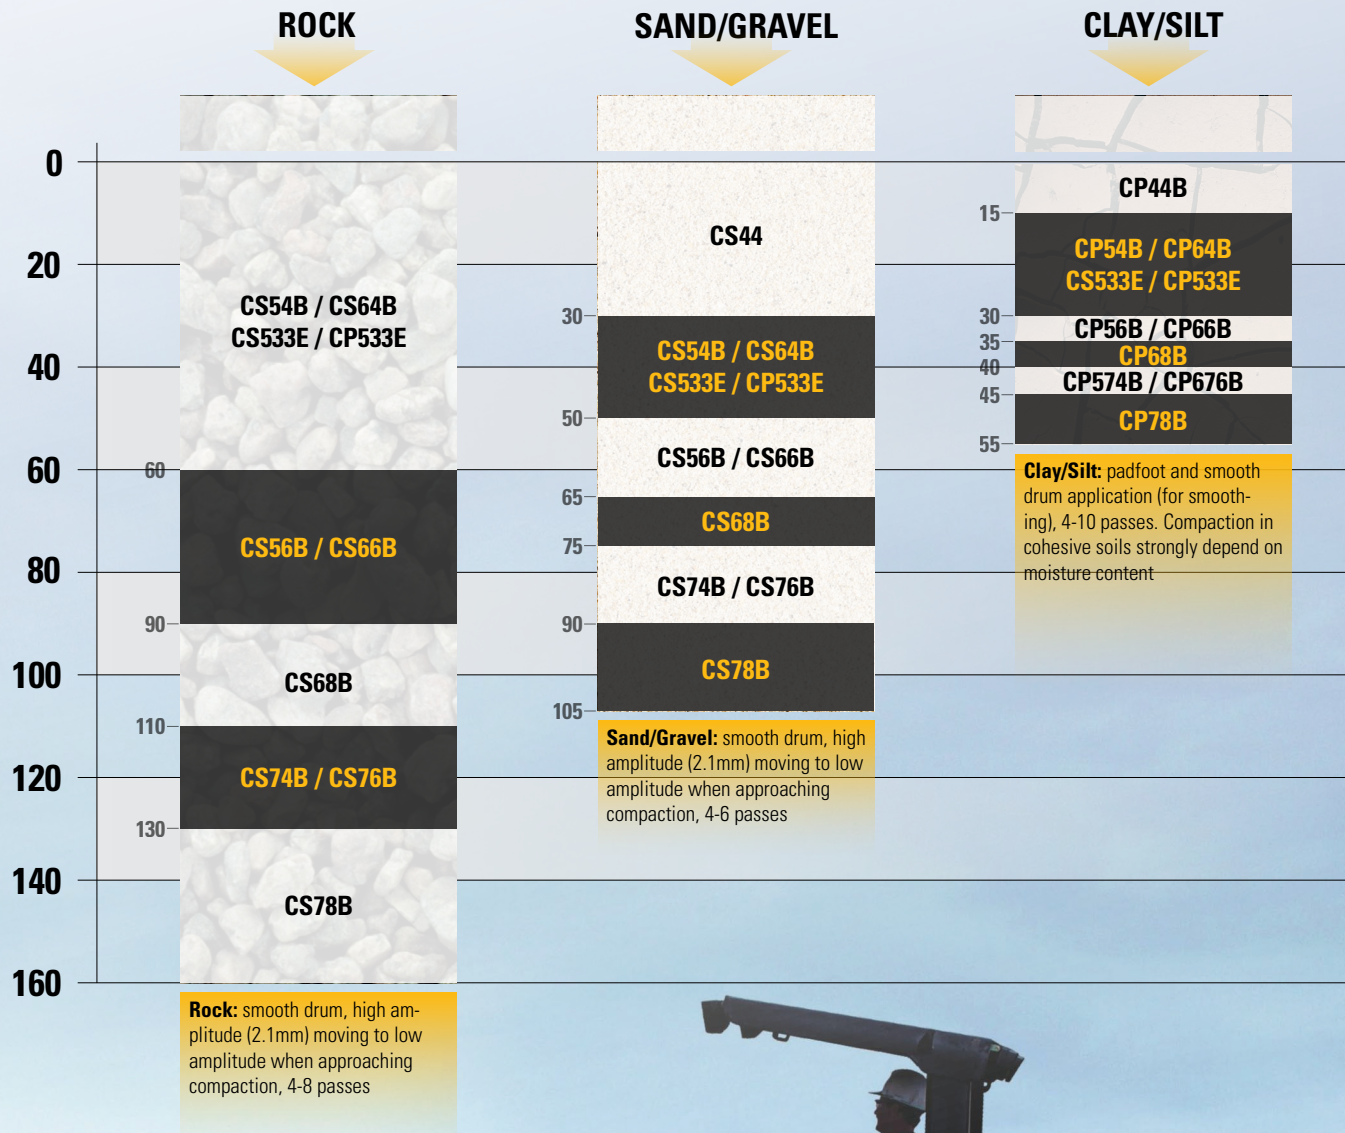 ROCK
SAND/GRAVEL
CLAY/SILT
0
20
40
60
80
100
120
140
160
CS54B / CS64B
CS533E / CP533E
60
CS56B / CS66B
90
CS68B
110
CS74B / CS76B
130
CS78B
Rock: smooth drum, high am-
plitude (2.1mm) moving to low
amplitude when approaching
compaction, 4-8 passes
CS44
30
CS54B / CS64B
CS533E / CP533E
50
CS56B / CS66B
65
CS68B
75
CS74B / CS76B
90
CS78B
105
Sand/Gravel: smooth drum, high
amplitude (2.1mm) moving to low
amplitude when approaching
compaction, 4-6 passes
CP44B
15
CP54B / CP64B
CS533E / CP533E
30
CP56B / CP66B
35
CP68B
40
CP574B / CP676B
45
CP78B
55
Clay/Silt: padfoot and smooth
drum application (for smooth-
ing), 4-10 passes. Compaction in
cohesive soils strongly depend on
moisture content